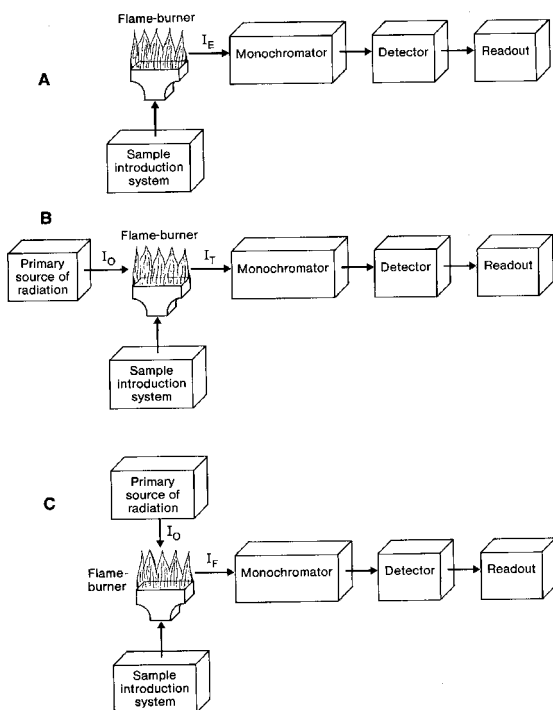 Flame-burner
I_E
Monochromator
Detector
Readout
A
Sample
introduction
system
B
Flame-burner
Primary
source of
radiation
I_O
I_T
Monochromator
Detector
Readout
Sample
introduction
system
Primary
source of
radiation
C
I_O
Flame-
burner
I_F
Monochromator
Detector
Readout
Sample
introduction
system